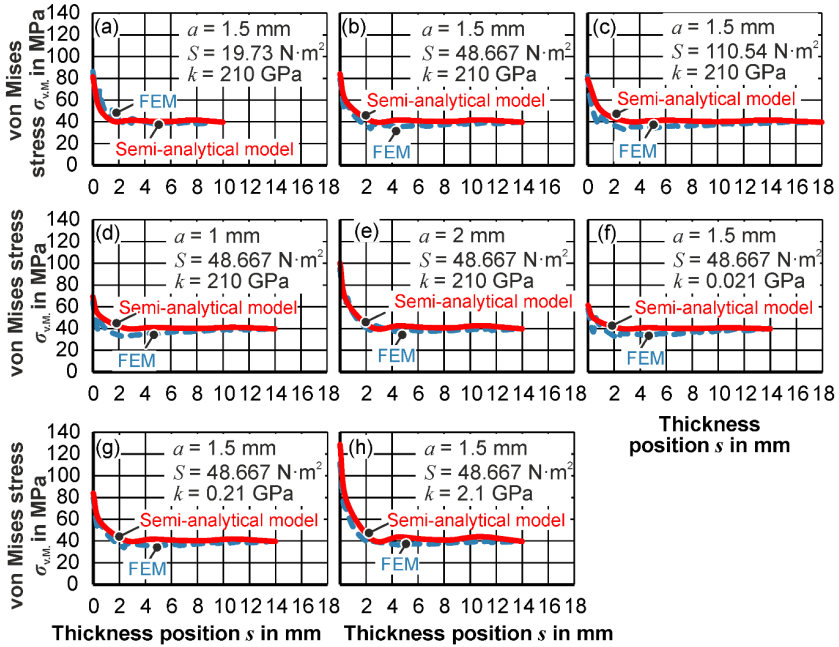 von Mises
stress σv.M. in MPa
140
120
100
80
60
40
20
0
(a)
a = 1.5 mm
S = 19.73 N·m²
k = 210 GPa
FEM
Semi-analytical model
0 2 4 6 8 10 12 14 16 18
(b)
a = 1.5 mm
S = 48.667 N·m²
k = 210 GPa
Semi-analytical model
FEM
0 2 4 6 8 10 12 14 16 18
(c)
a = 1.5 mm
S = 110.54 N·m²
k = 210 GPa
Semi-analytical model
FEM
0 2 4 6 8 10 12 14 16 18
von Mises stress
σv.M. in MPa
140
120
100
80
60
40
20
0
(d)
a = 1 mm
S = 48.667 N·m²
k = 210 GPa
Semi-analytical model
FEM
0 2 4 6 8 10 12 14 16 18
(e)
a = 2 mm
S = 48.667 N·m²
k = 210 GPa
Semi-analytical model
FEM
0 2 4 6 8 10 12 14 16 18
(f)
a = 1.5 mm
S = 48.667 N·m²
k = 0.021 GPa
Semi-analytical model
FEM
0 2 4 6 8 10 12 14 16 18
Thickness
position s in mm
von Mises stress
σv.M. in MPa
140
120
100
80
60
40
20
0
(g)
a = 1.5 mm
S = 48.667 N·m²
k = 0.21 GPa
Semi-analytical model
FEM
0 2 4 6 8 10 12 14 16 18
Thickness position s in mm
(h)
a = 1.5 mm
S = 48.667 N·m²
k = 2.1 GPa
Semi-analytical model
FEM
0 2 4 6 8 10 12 14 16 18
Thickness position s in mm